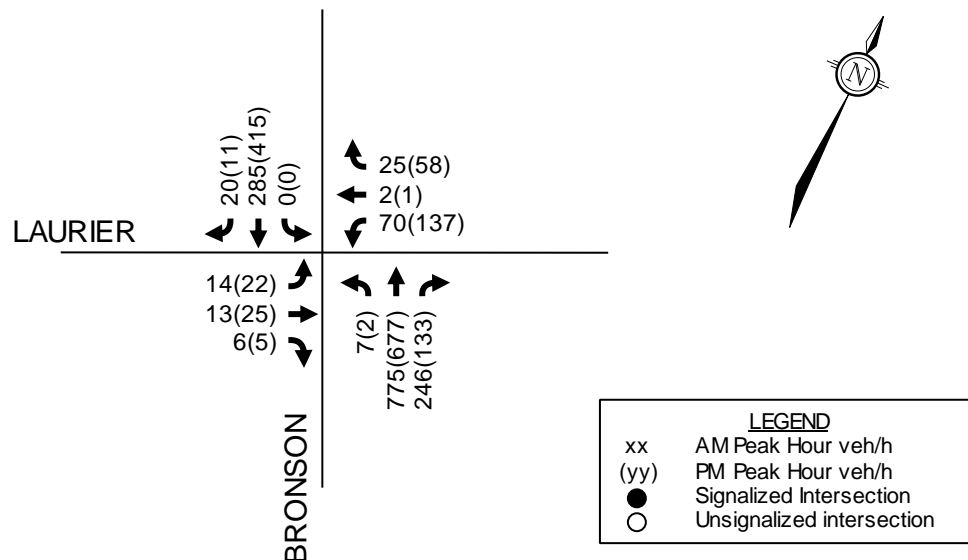 20(11)
285(415)
0(0)
25(58)
2(1)
70(137)
LAURIER
14(22)
13(25)
6(5)
7(2)
775(677)
246(133)
BRONSON
N
LEGEND
xx AM Peak Hour veh/h
(yy) PM Peak Hour veh/h
Signalized Intersection
Unsignalized intersection